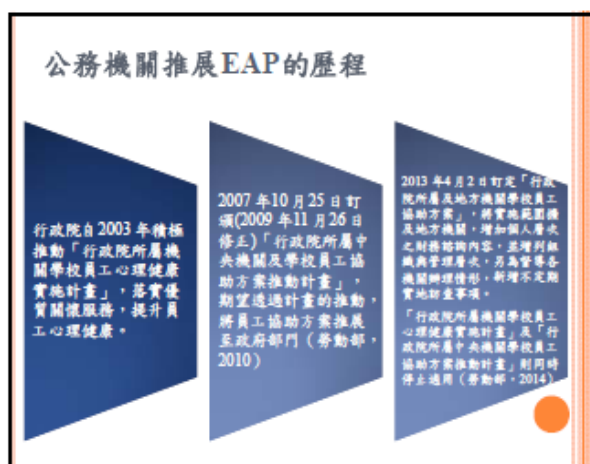 公務機關推展EAP的歷程
行政院自2003 年積極
推動「行政院所屬機
關學校員工心理健康
實施計畫」，落實優
質關懷服務，提升員
工心理健康。
2007 年10 月25 日訂
頒(2009 年11 月26 日
修正)「行政院所屬中
央機關及學校員工協
助方案推動計畫」，
期望透過計畫的推動，
將員工協助方案推展
至政府部門（勞動部，
2010）
2013 年4 月2 日訂定「行政
院所屬及地方機關學校員工
協助方案」，將實施範圍擴
及地方機關，增加個人層次
之財務諮詢內容，並增列組
織與管理層次，另為督導各
機關辦理情形，新增不定期
實地訪查事項。
「行政院所屬機關學校員工
心理健康實施計畫」及「行
政院所屬中央機關學校員工
協助方案推動計畫」則同時
停止適用（勞動部，2014）